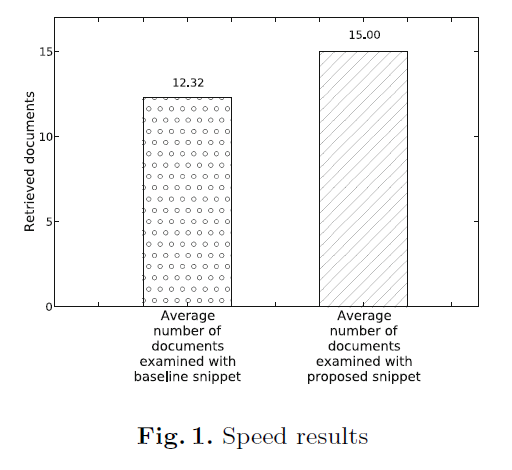 15.00
12.32
15
10
5
0
Retrieved documents
Average
number of
documents
examined with
baseline snippet
Average
number of
documents
examined with
proposed snippet
Fig. 1. Speed results